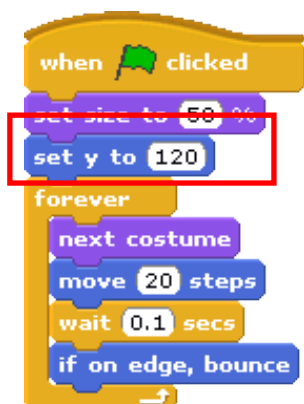 when clicked
set size to 50 %
set y to 120
forever
next costume
move 20 steps
wait 0.1 secs
if on edge, bounce